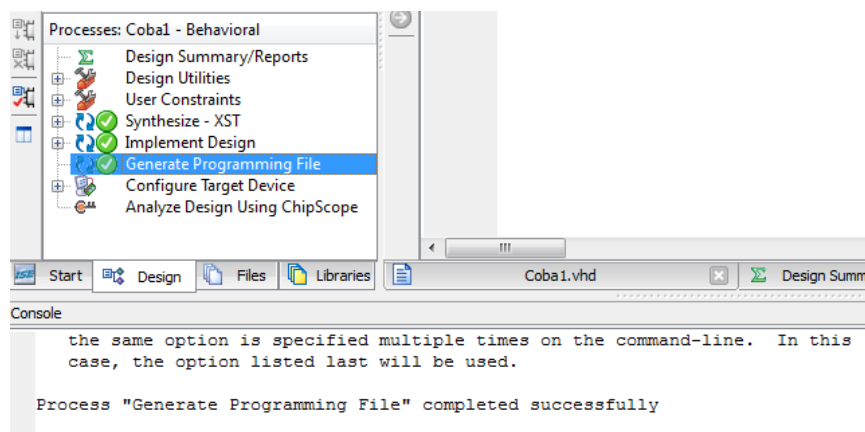 Processes: Coba1 - Behavioral
Design Summary/Reports
Design Utilities
User Constraints
Synthesize - XST
Implement Design
Generate Programming File
Configure Target Device
Analyze Design Using ChipScope
ISE Start Design Files Libraries Coba1.vhd Design Summ
Console
the same option is specified multiple times on the command-line. In this
case, the option listed last will be used.
Process "Generate Programming File" completed successfully